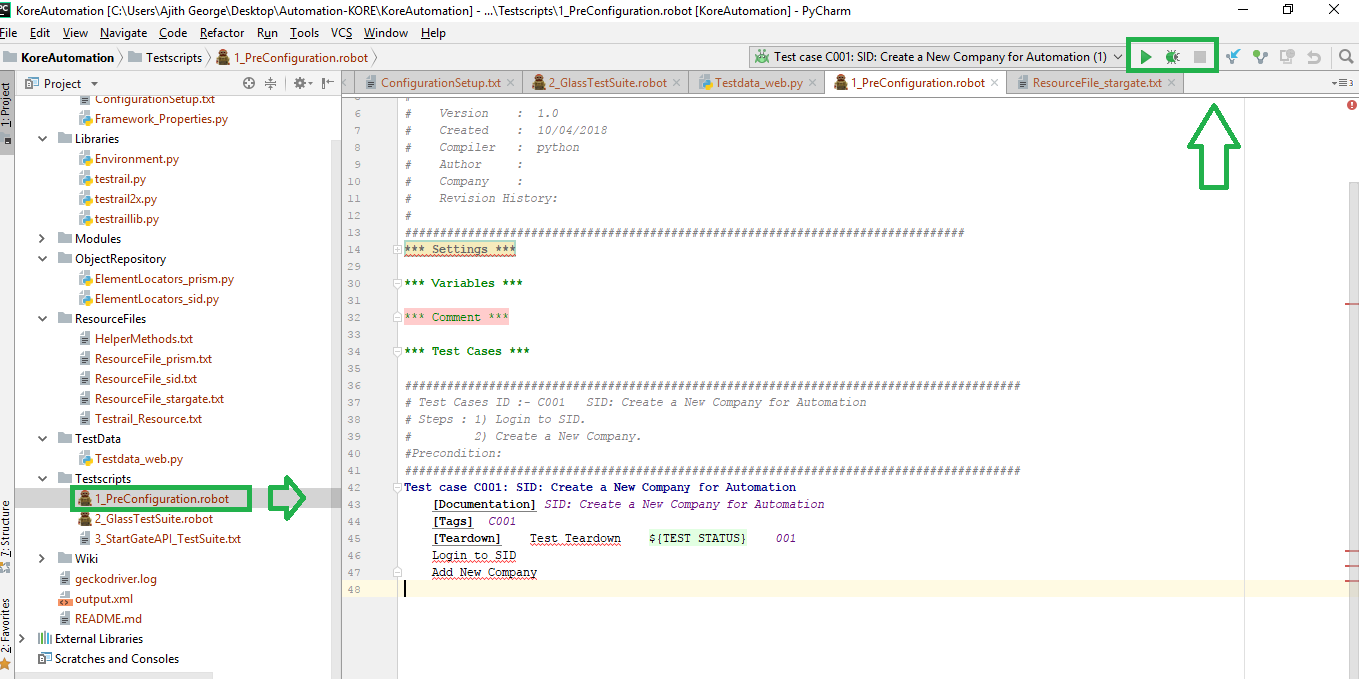 KoreAutomation [C:\Users\Ajith George\Desktop\Automation-KORE\KoreAutomation] - ...\Testscripts\1_PreConfiguration.robot [KoreAutomation] - PyCharm
File Edit View Navigate Code Refactor Run Tools VCS Window Help
KoreAutomation Testscripts 1_PreConfiguration.robot Test case C001: SID: Create a New Company for Automation (1)
Project ConfigurationSetup.txt 2_GlassTestSuite.robot Testdata_web.py 1_PreConfiguration.robot ResourceFile_stargate.txt 3
1: Project
7: Structure
2: Favorites
ConfigurationSetup.txt
Framework_Properties.py
Libraries
Environment.py
testrail.py
testrail2x.py
testraillib.py
Modules
ObjectRepository
ElementLocators_prism.py
ElementLocators_sid.py
ResourceFiles
HelperMethods.txt
ResourceFile_prism.txt
ResourceFile_sid.txt
ResourceFile_stargate.txt
Testrail_Resource.txt
TestData
Testdata_web.py
Testscripts
1_PreConfiguration.robot
2_GlassTestSuite.robot
3_StartGateAPI_TestSuite.txt
Wiki
geckodriver.log
output.xml
README.md
External Libraries
Scratches and Consoles
6 # Version : 1.0
7 # Created : 10/04/2018
8 # Compiler : python
9 # Author :
10 # Company :
11 # Revision History:
12 #
13 ################################################################################
14 *** Settings ***
29
30 *** Variables ***
31
32 *** Comment ***
33
34 *** Test Cases ***
35
36 ########################################################################################
37 # Test Cases ID :- C001 SID: Create a New Company for Automation
38 # Steps : 1) Login to SID.
39 # 2) Create a New Company.
40 #Precondition:
41 ########################################################################################
42 Test case C001: SID: Create a New Company for Automation
43 [Documentation] SID: Create a New Company for Automation
44 [Tags] C001
45 [Teardown] Test Teardown ${TEST STATUS} 001
46 Login to SID
47 Add New Company
48